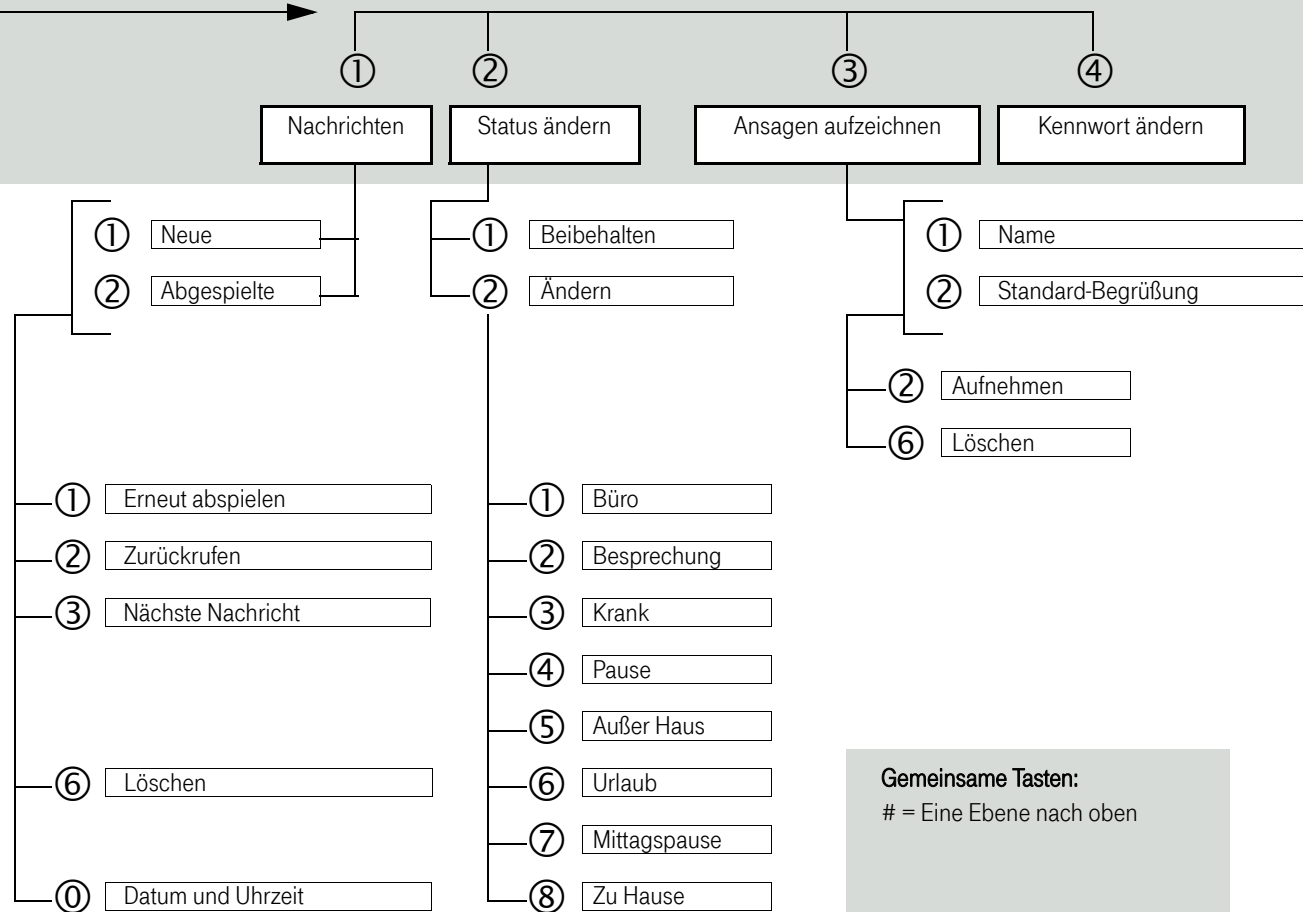 ① ② ③ ④
Nachrichten Status ändern Ansagen aufzeichnen Kennwort ändern
① Neue
② Abgespielte
① Erneut abspielen
② Zurückrufen
③ Nächste Nachricht
⑥ Löschen
⓪ Datum und Uhrzeit
① Beibehalten
② Ändern
① Büro
② Besprechung
③ Krank
④ Pause
⑤ Außer Haus
⑥ Urlaub
⑦ Mittagspause
⑧ Zu Hause
① Name
② Standard-Begrüßung
② Aufnehmen
⑥ Löschen
Gemeinsame Tasten:
# = Eine Ebene nach oben